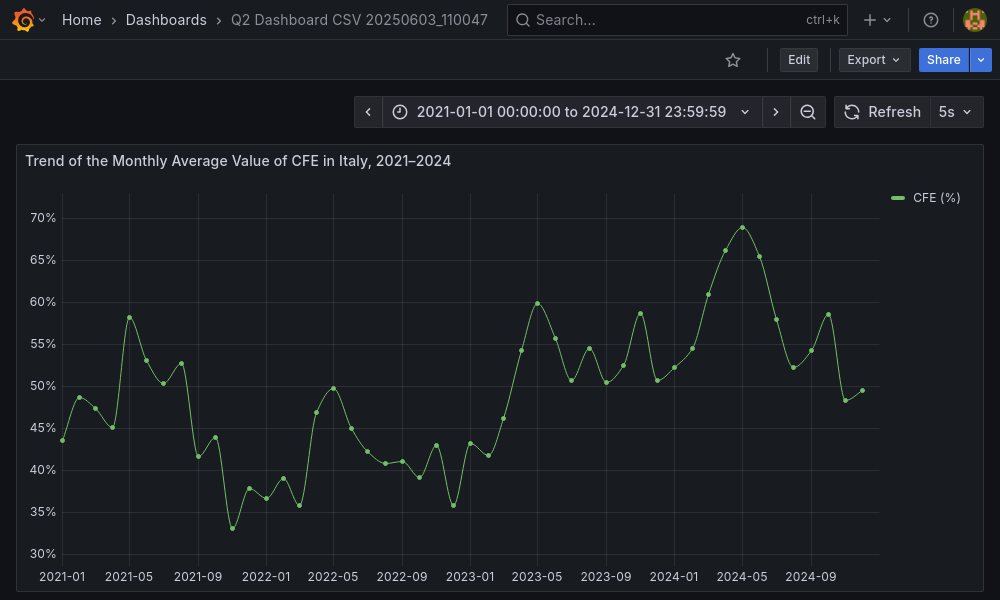 Home › Dashboards › Q2 Dashboard CSV 20250603_110047
Search...
ctrl+k
Edit
Export
Share
2021-01-01 00:00:00 to 2024-12-31 23:59:59
Refresh
5s
Trend of the Monthly Average Value of CFE in Italy, 2021–2024
CFE (%)
70%
65%
60%
55%
50%
45%
40%
35%
30%
2021-01 2021-05 2021-09 2022-01 2022-05 2022-09 2023-01 2023-05 2023-09 2024-01 2024-05 2024-09